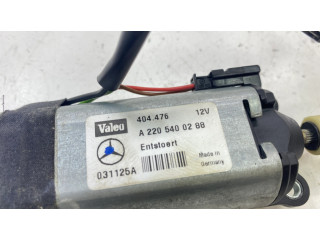 Valeo 404.476 12V
A 220 540 02 88
Entstoert
031125A
Made in
Germany